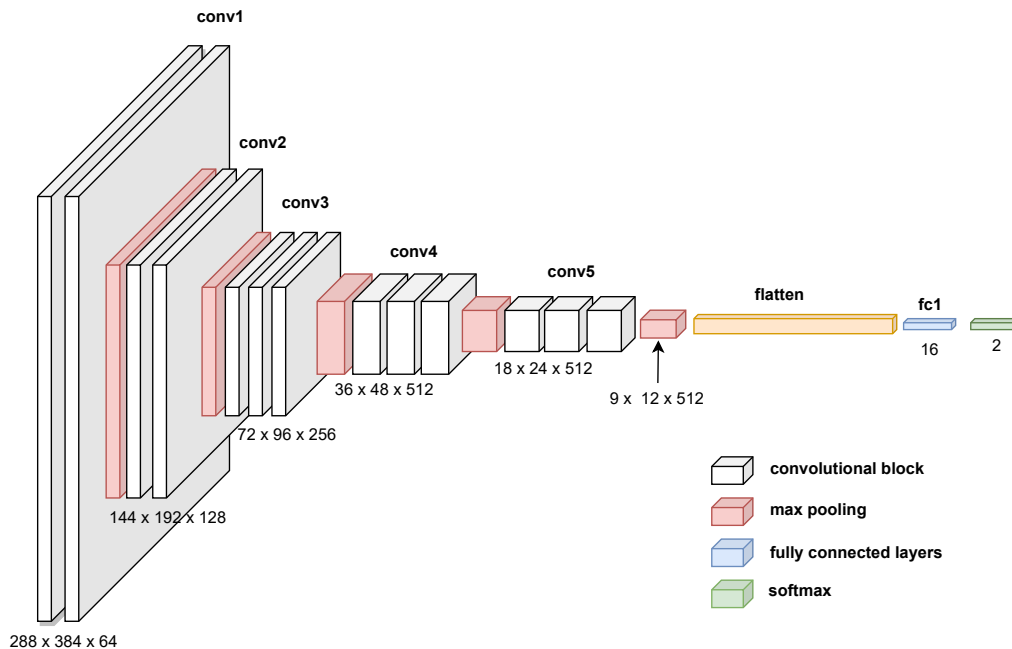 conv1
conv2
conv3
conv4
conv5
flatten
fc1
16
2
36 x 48 x 512
18 x 24 x 512
9 x 12 x 512
72 x 96 x 256
144 x 192 x 128
288 x 384 x 64
convolutional block
max pooling
fully connected layers
softmax